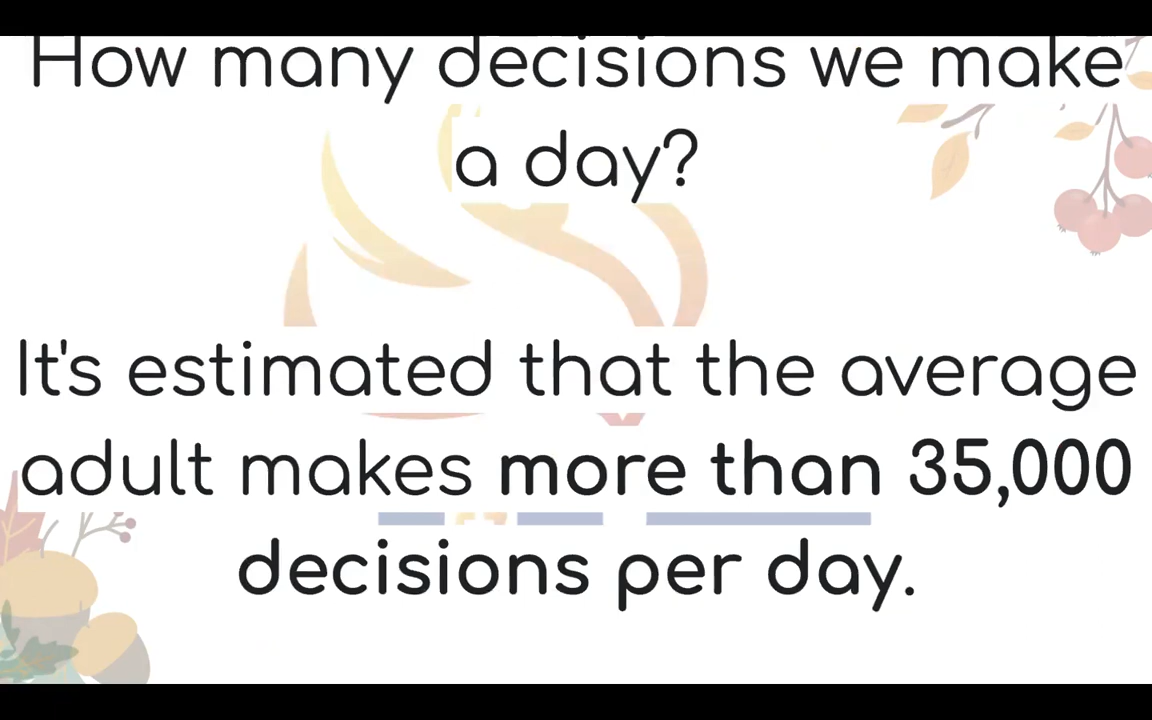 How many decisions we make
a day?
It's estimated that the average
adult makes more than 35,000
decisions per day.